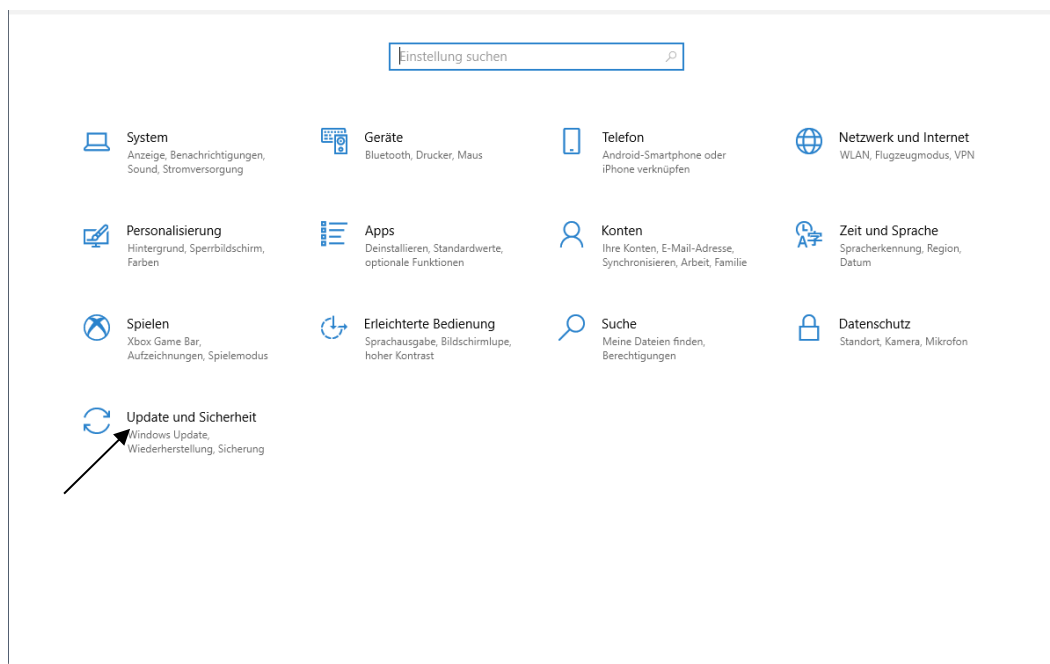 Einstellung suchen
System
Anzeige, Benachrichtigungen,
Sound, Stromversorgung
Geräte
Bluetooth, Drucker, Maus
Telefon
Android-Smartphone oder
iPhone verknüpfen
Netzwerk und Internet
WLAN, Flugzeugmodus, VPN
Personalisierung
Hintergrund, Sperrbildschirm,
Farben
Apps
Deinstallieren, Standardwerte,
optionale Funktionen
Konten
Ihre Konten, E-Mail-Adresse,
Synchronisieren, Arbeit, Familie
Zeit und Sprache
Spracherkennung, Region,
Datum
Spielen
Xbox Game Bar,
Aufzeichnungen, Spielemodus
Erleichterte Bedienung
Sprachausgabe, Bildschirmlupe,
hoher Kontrast
Suche
Meine Dateien finden,
Berechtigungen
Datenschutz
Standort, Kamera, Mikrofon
Update und Sicherheit
Windows Update,
Wiederherstellung, Sicherung